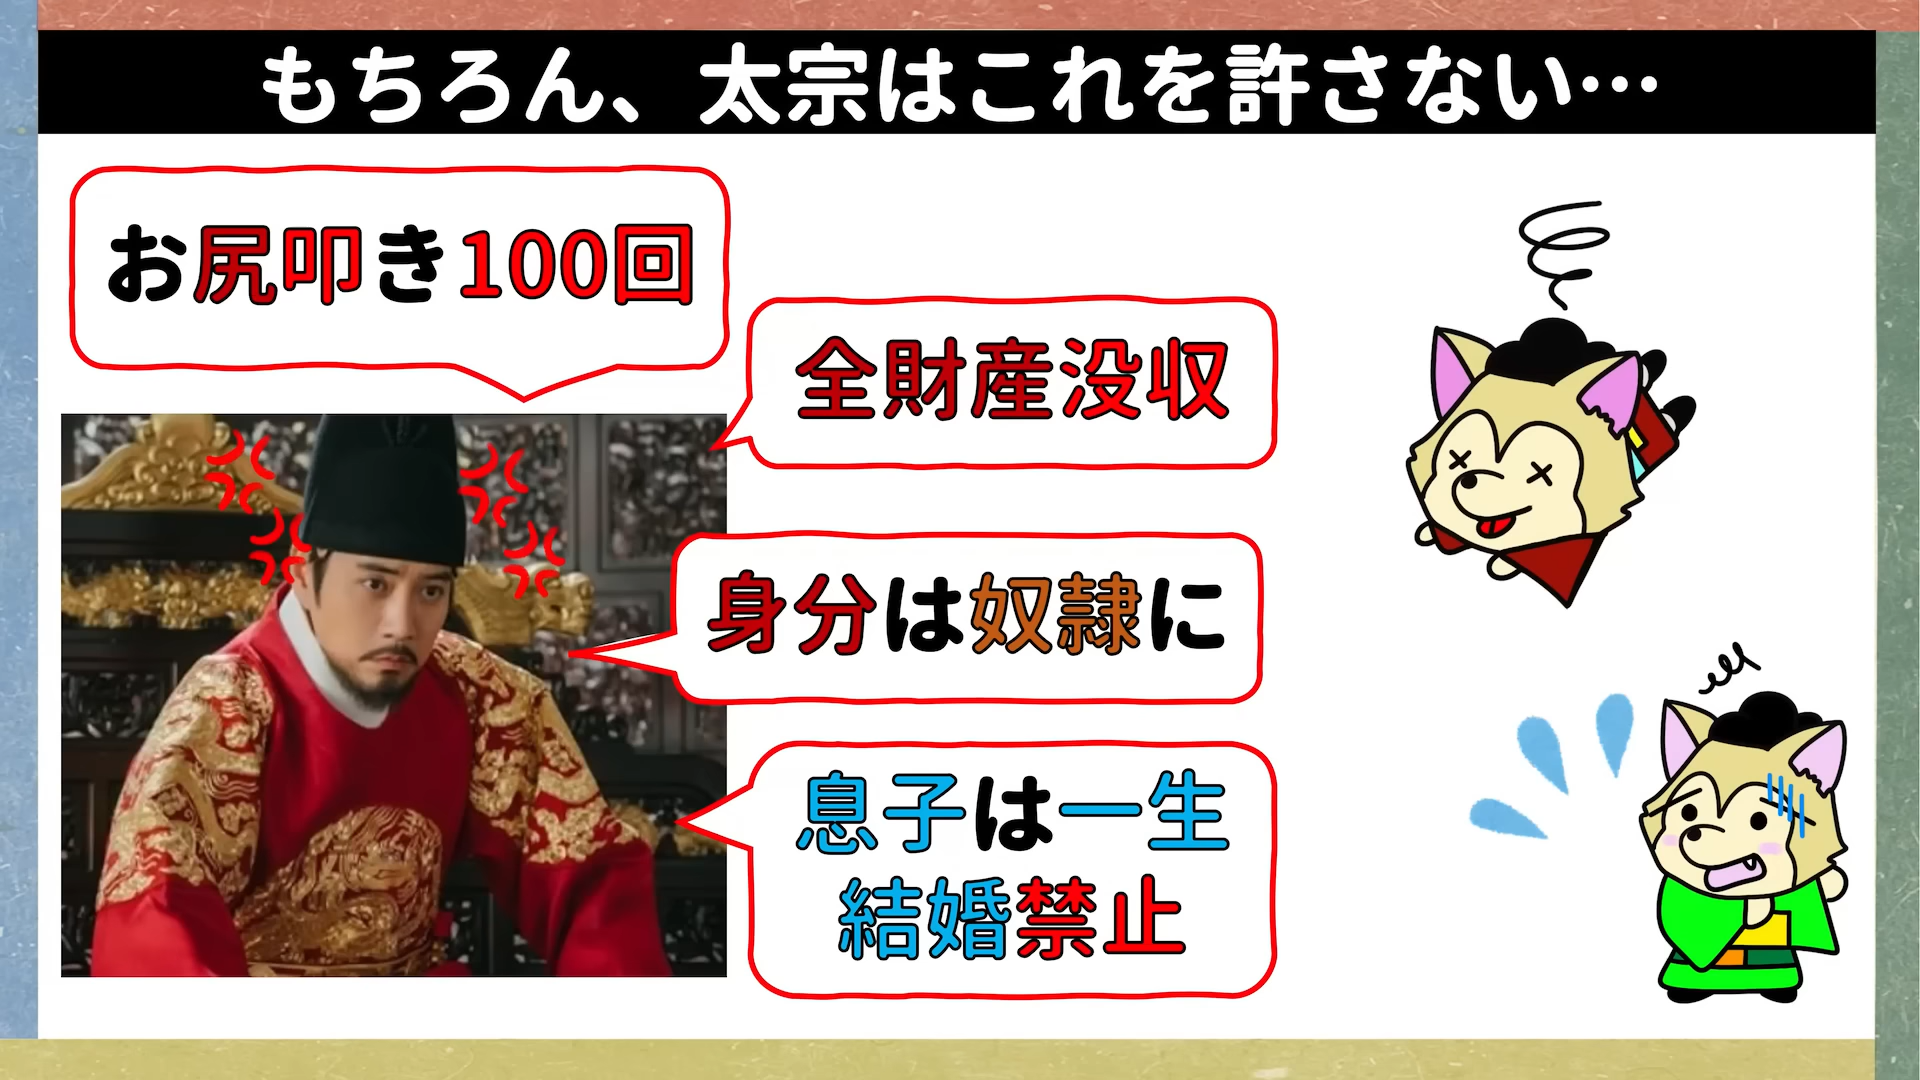 もちろん、太宗はこれを許さない…
お尻叩き100回
全財産没収
身分は奴隷に
息子は一生
結婚禁止